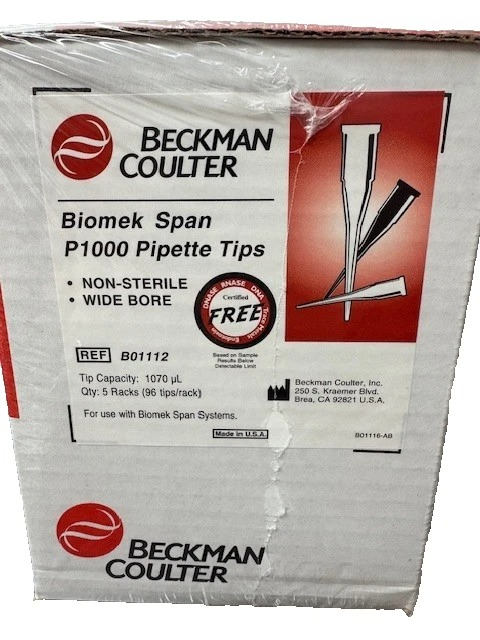 BECKMAN
COULTER
Biomek Span
P1000 Pipette Tips
• NON-STERILE
• WIDE BORE
DNASE RNASE DNA
Certified
FREE
Based on Sample
Results Below
Detectable Limit
REF B01112
Tip Capacity: 1070 µL
Qty: 5 Racks (96 tips/rack)
For use with Biomek Span Systems.
Made in U.S.A.
Beckman Coulter, Inc.
250 S. Kraemer Blvd.
Brea, CA 92821 U.S.A.
B01116-AB
BECKMAN
COULTER